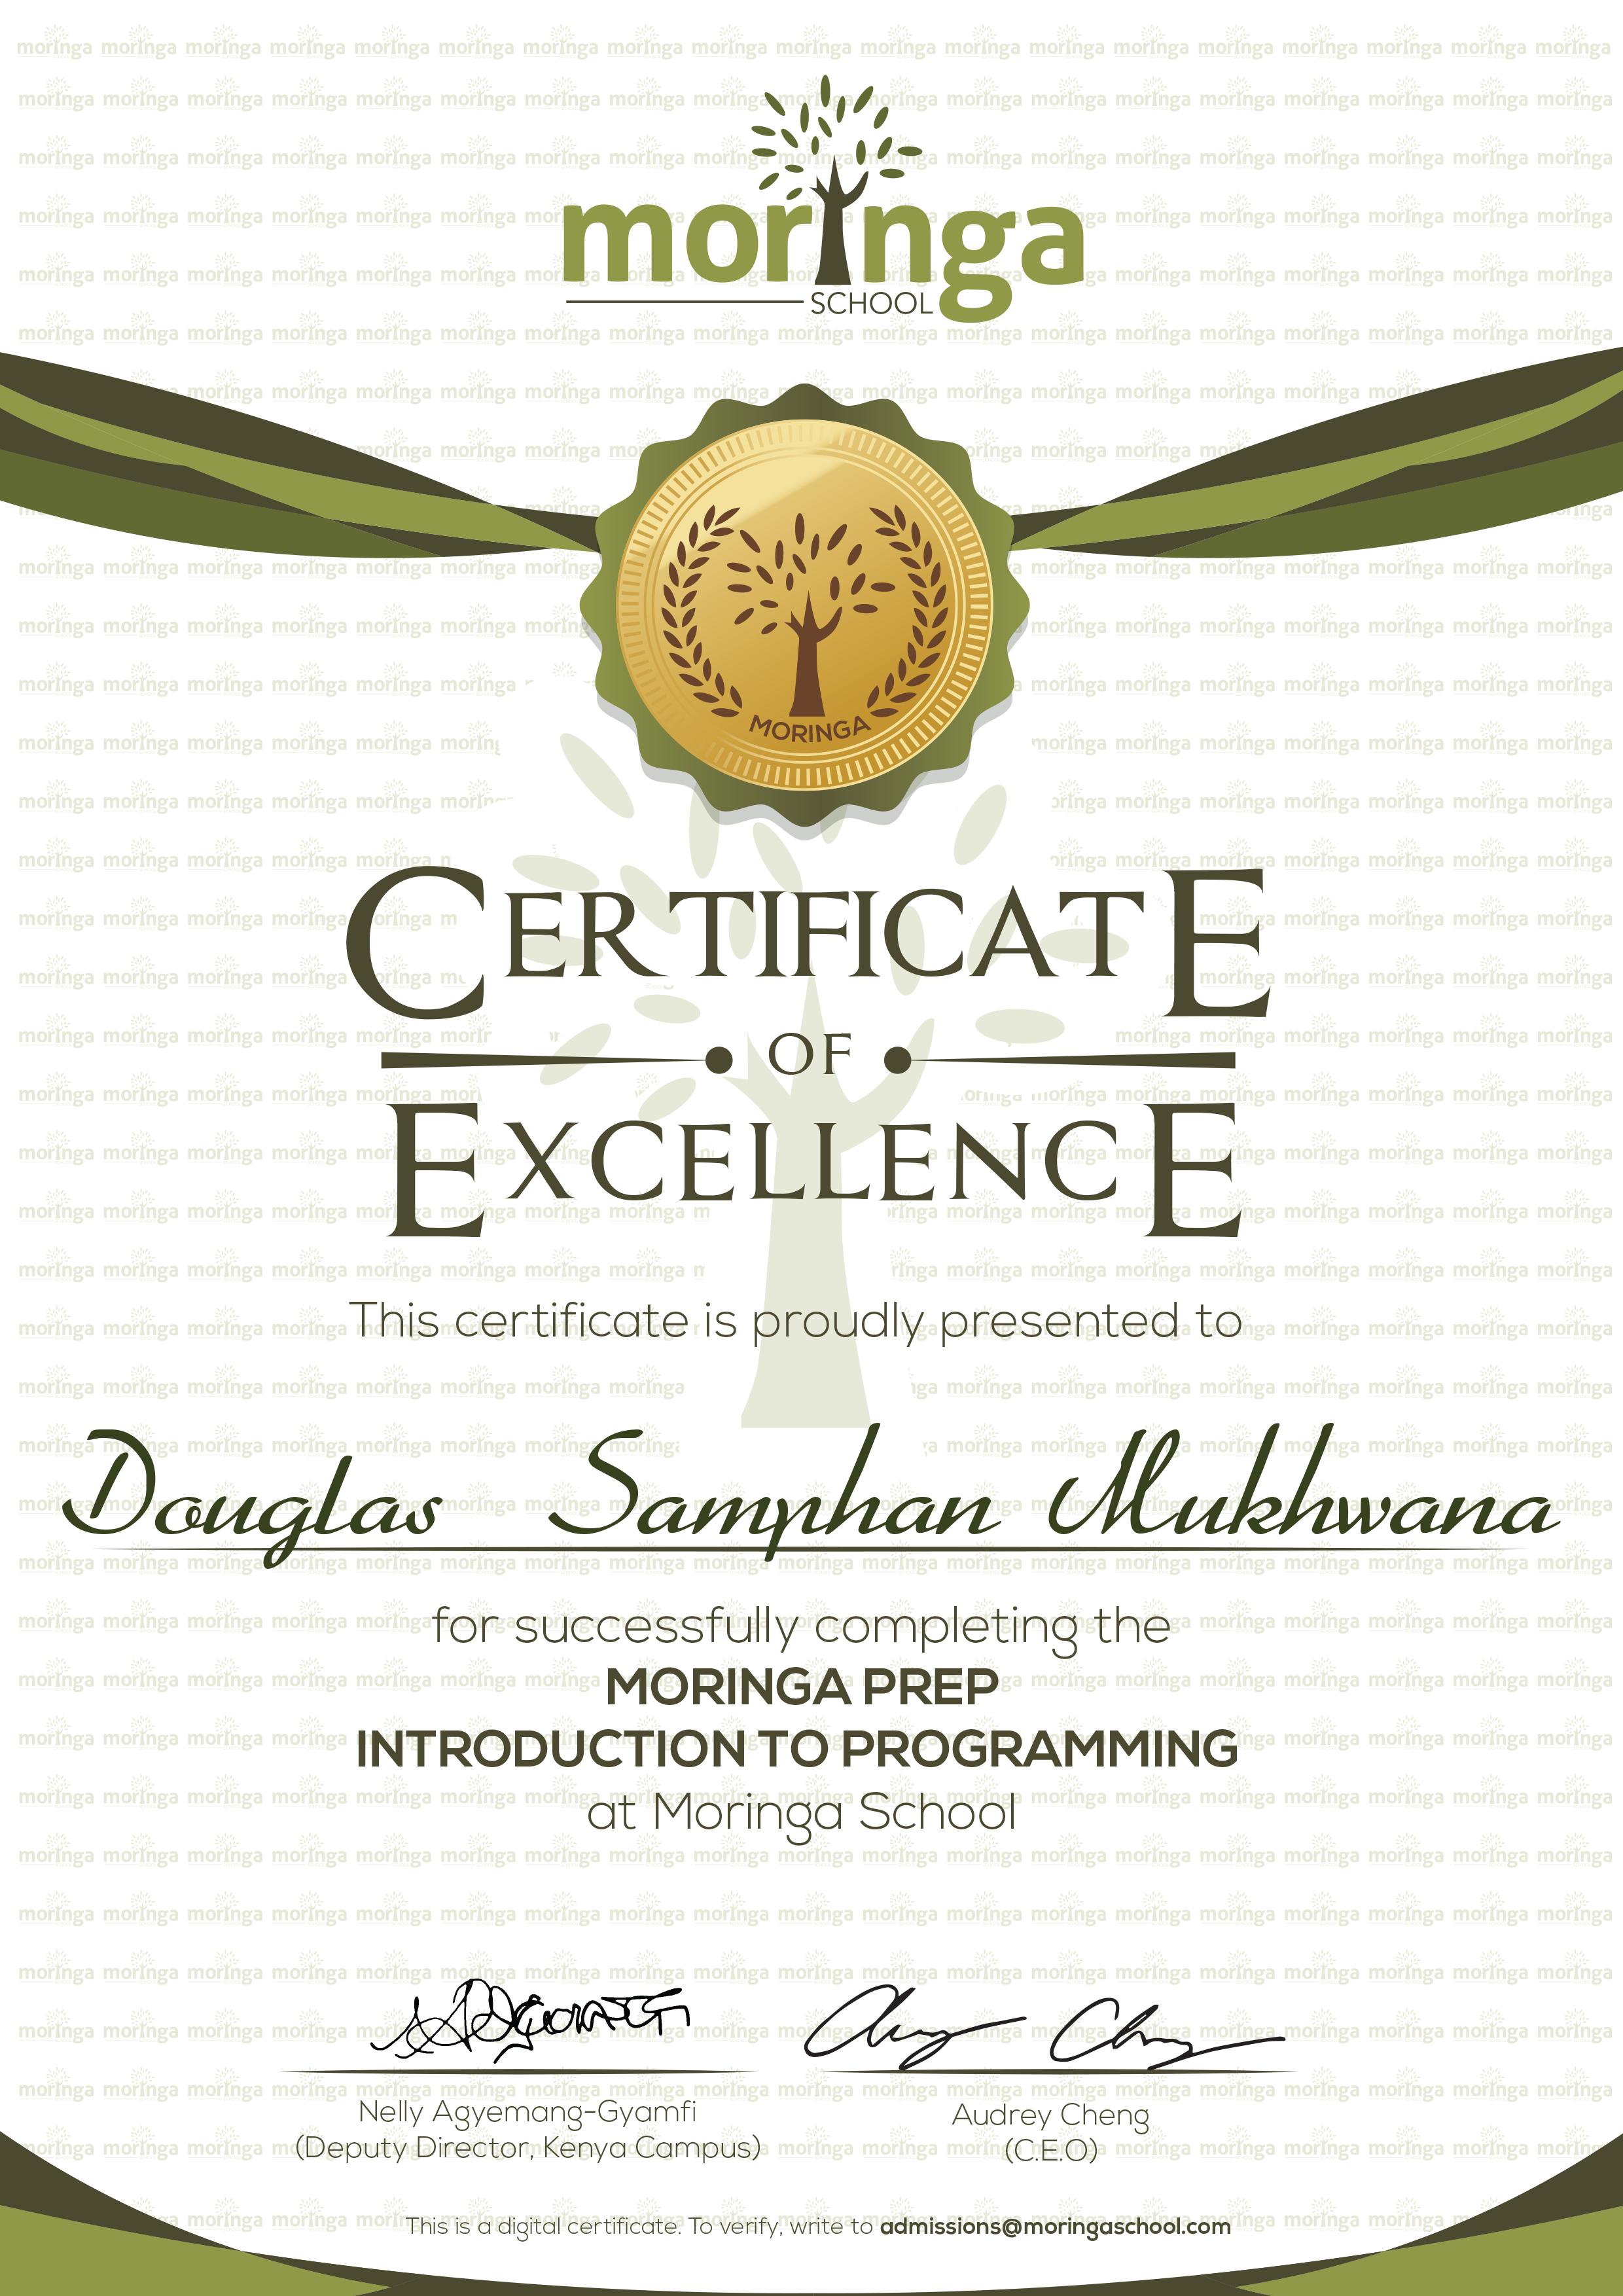 moringa
SCHOOL
MORINGA
CERTIFICATE
OF
EXCELLENCE
This certificate is proudly presented to
Douglas Samphan Mukhwana
for successfully completing the
MORINGA PREP
INTRODUCTION TO PROGRAMMING
at Moringa School
Nelly Agyemang-Gyamfi
(Deputy Director, Kenya Campus)
Audrey Cheng
(C.E.O)
This is a digital certificate. To verify, write to admissions@moringaschool.com